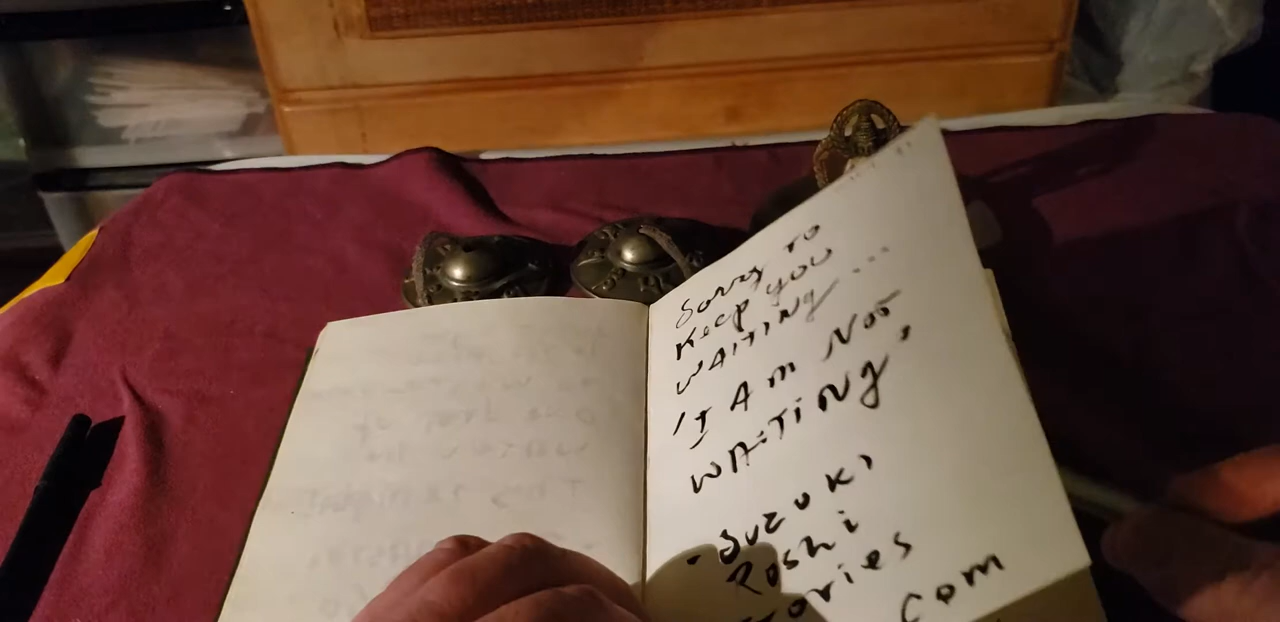 Sorry TO
Keep you
WAITING...
I AM NOT
WAITING.
- Suzuki
Roshi
Stories
com